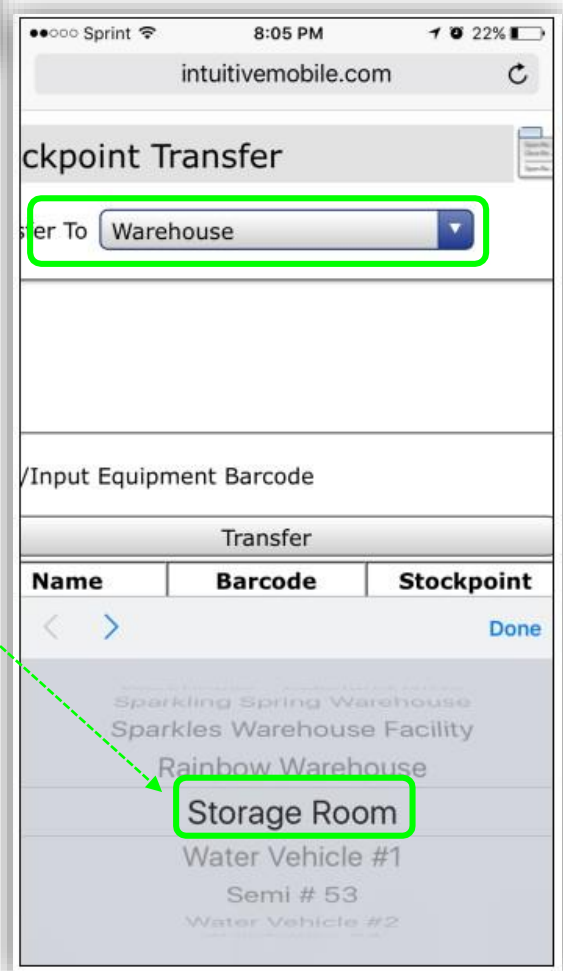 Sprint 8:05 PM 22%
intuitivemobile.com
ckpoint Transfer
sfer To Warehouse
/Input Equipment Barcode
Transfer
Name Barcode Stockpoint
Done
Sparkling Spring Warehouse
Sparkles Warehouse Facility
Rainbow Warehouse
Storage Room
Water Vehicle #1
Semi # 53
Water Vehicle #2